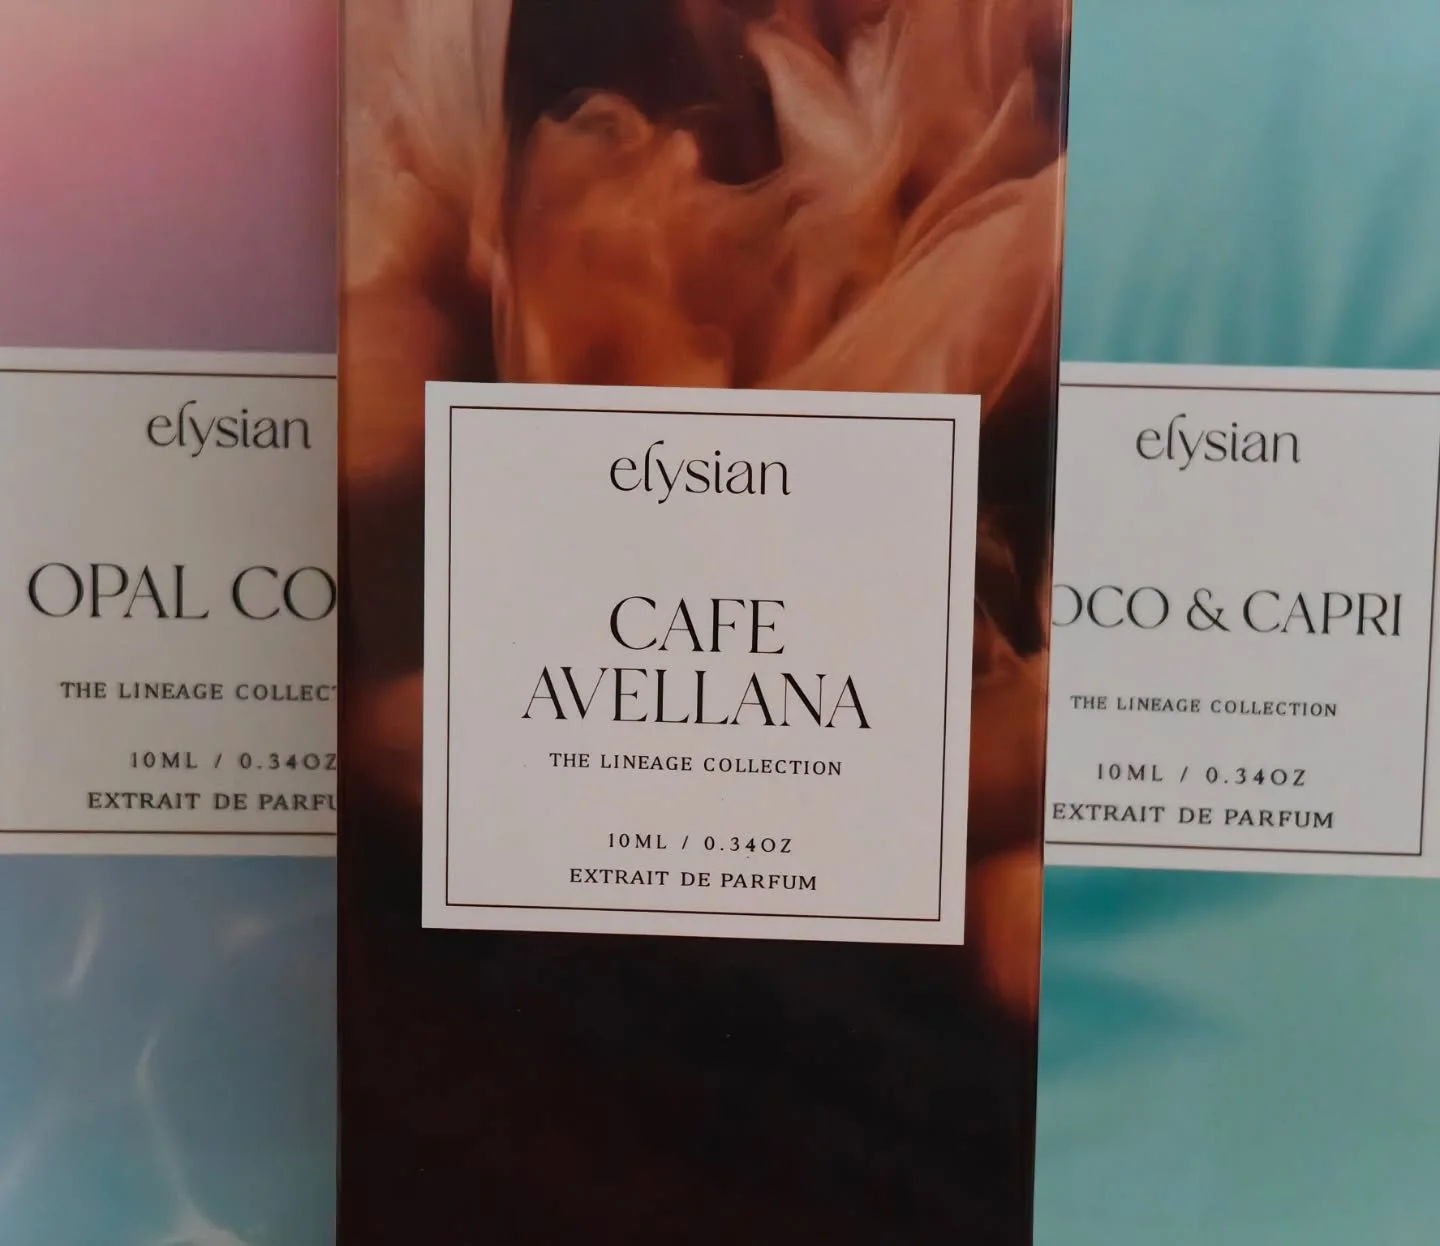 elysian
OPAL CO
THE LINEAGE COLLECT
10ML / 0.34OZ
EXTRAIT DE PARFU
elysian
CAFE
AVELLANA
THE LINEAGE COLLECTION
10ML / 0.34OZ
EXTRAIT DE PARFUM
elysian
OCO & CAPRI
THE LINEAGE COLLECTION
10ML / 0.34OZ
EXTRAIT DE PARFUM